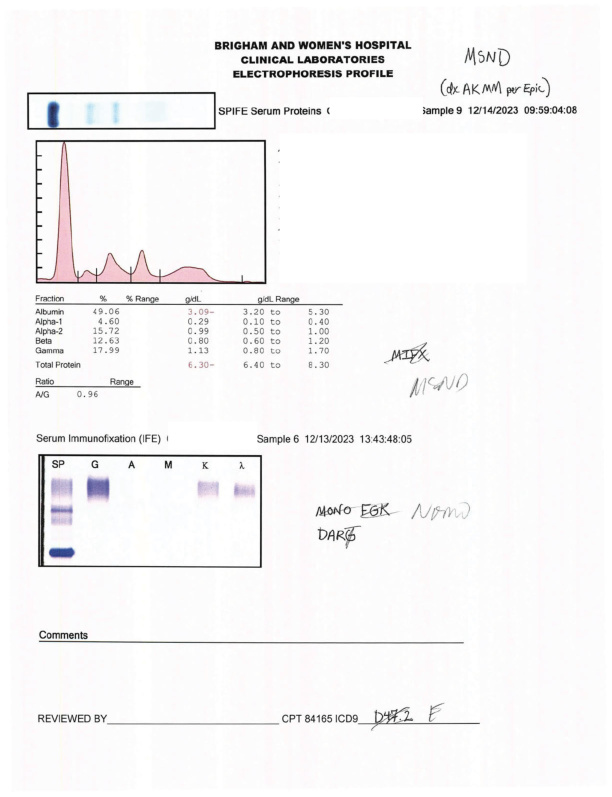 BRIGHAM AND WOMEN'S HOSPITAL
CLINICAL LABORATORIES
ELECTROPHORESIS PROFILE
MSND
(dx AKMM per Epic)
SPIFE Serum Proteins (
Sample 9 12/14/2023 09:59:04:08
Fraction % % Range g/dL g/dL Range
Albumin 49.06 3.09- 3.20 to 5.30
Alpha-1 4.60 0.29 0.10 to 0.40
Alpha-2 15.72 0.99 0.50 to 1.00
Beta 12.63 0.80 0.60 to 1.20
Gamma 17.99 1.13 0.80 to 1.70
Total Protein 6.30- 6.40 to 8.30
Ratio Range
A/G 0.96
MSND
Serum Immunofixation (IFE)
Sample 6 12/13/2023 13:43:48:05
SP G A M K λ
MONO EGK
Comments
REVIEWED BY
CPT 84165 ICD9 D47.2 E